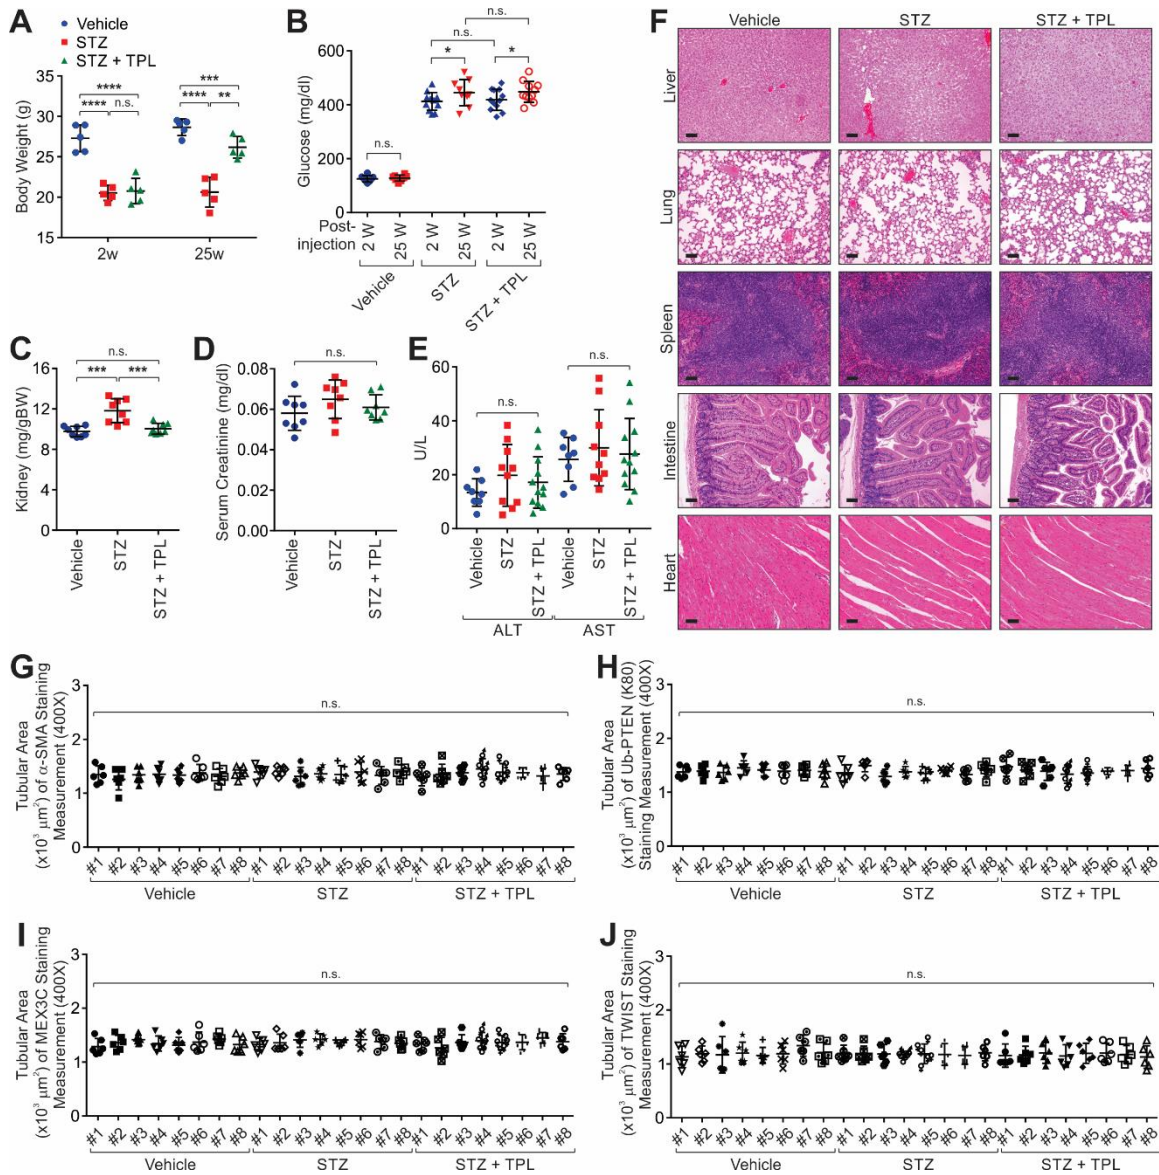 A
Vehicle
STZ
STZ + TPL
Body Weight (g)
35
30
25
20
15
****
****
n.s.
***
****
**
2w
25w
B
Glucose (mg/dl)
600
400
200
0
n.s.
n.s.
n.s.
*
*
Post-
injection
2 W
25 W
2 W
25 W
2 W
25 W
Vehicle
STZ
STZ + TPL
C
Kidney (mg/gBW)
16
12
8
4
0
n.s.
***
***
Vehicle
STZ
STZ + TPL
D
Serum Creatinine (mg/dl)
0.08
0.06
0.04
0.02
0.00
n.s.
Vehicle
STZ
STZ + TPL
E
U/L
60
40
20
0
n.s.
n.s.
Vehicle
STZ
STZ + TPL
Vehicle
STZ
STZ + TPL
ALT
AST
F
Vehicle
STZ
STZ + TPL
Liver
Lung
Spleen
Intestine
Heart
G
Tubular Area
(x10³ µm²) of α-SMA Staining
Measurement (400X)
3
2
1
0
n.s.
#1 #2 #3 #4 #5 #6 #7 #8 #1 #2 #3 #4 #5 #6 #7 #8 #1 #2 #3 #4 #5 #6 #7 #8
Vehicle
STZ
STZ + TPL
H
Tubular Area
(x10³ µm²) of Ub-PTEN (K80)
Staining Measurement (400X)
3
2
1
0
n.s.
#1 #2 #3 #4 #5 #6 #7 #8 #1 #2 #3 #4 #5 #6 #7 #8 #1 #2 #3 #4 #5 #6 #7 #8
Vehicle
STZ
STZ + TPL
I
Tubular Area
(x10³ µm²) of MEX3C Staining
Measurement (400X)
3
2
1
0
n.s.
#1 #2 #3 #4 #5 #6 #7 #8 #1 #2 #3 #4 #5 #6 #7 #8 #1 #2 #3 #4 #5 #6 #7 #8
Vehicle
STZ
STZ + TPL
J
Tubular Area
(x10³ µm²) of TWIST Staining
Measurement (400X)
3
2
1
0
n.s.
#1 #2 #3 #4 #5 #6 #7 #8 #1 #2 #3 #4 #5 #6 #7 #8 #1 #2 #3 #4 #5 #6 #7 #8
Vehicle
STZ
STZ + TPL